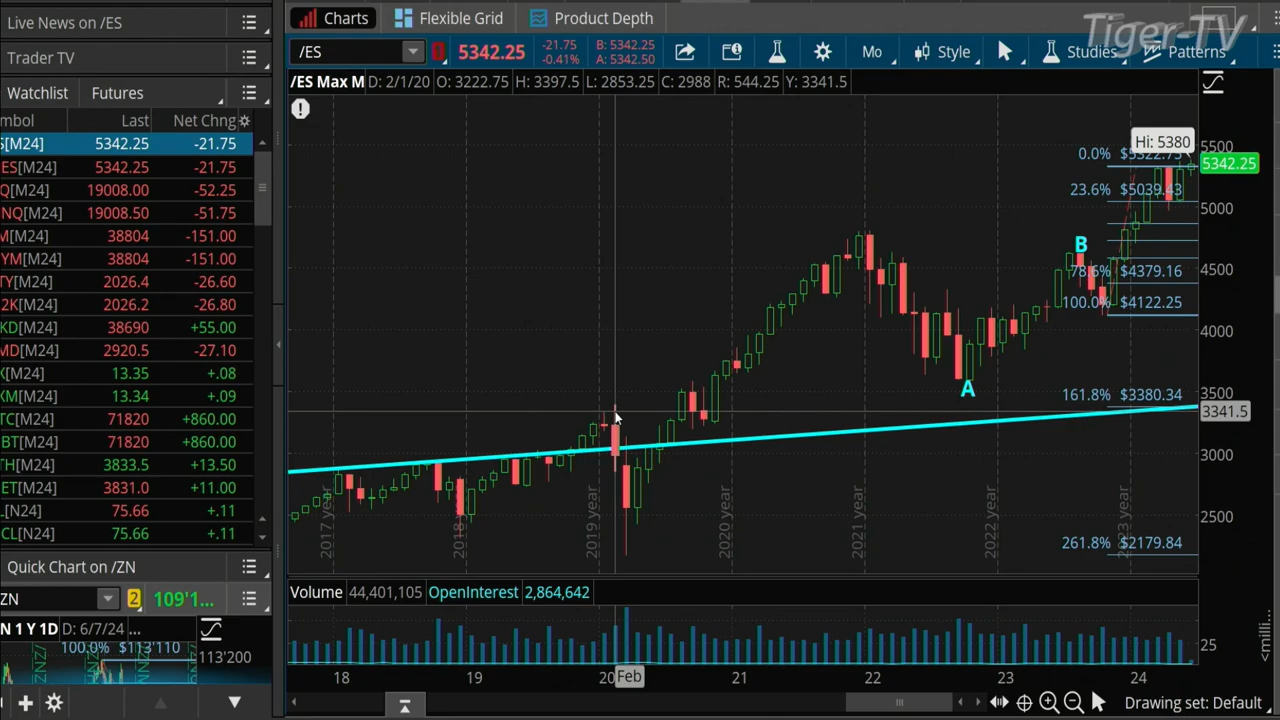 Live News on /ES
Charts
Flexible Grid
Product Depth
Tiger-TV
Trader TV
/ES
5342.25
-21.75
-0.41%
B: 5342.25
A: 5342.50
Mo
Style
Studies
Patterns
Watchlist
Futures
/ES Max M
D: 2/1/20
O: 3222.75
H: 3397.5
L: 2853.25
C: 2988
R: 544.25
Y: 3341.5
mbol
Last
Net Chng
S[M24] 5342.25 -21.75
ES[M24] 5342.25 -21.75
Q[M24] 19008.00 -52.25
NQ[M24] 19008.50 -51.75
M[M24] 38804 -151.00
YM[M24] 38804 -151.00
TY[M24] 2026.4 -26.60
2K[M24] 2026.2 -26.80
KD[M24] 38690 +55.00
MD[M24] 2920.5 -27.10
[M24] 13.35 +.08
XM[M24] 13.34 +.09
TC[M24] 71820 +860.00
BT[M24] 71820 +860.00
TH[M24] 3833.5 +13.50
ET[M24] 3831.0 +11.00
[N24] 75.66 +.11
CL[N24] 75.66 +.11
Hi: 5380
5500
5342.25
0.0%
23.6% $5039.43
5000
B
4500
78.6% $4379.16
100.0% $4122.25
4000
A
3500
161.8% $3380.34
3341.5
3000
2500
261.8% $2179.84
2017 year
2018
2019 year
2020 year
2021 year
2022 year
2023 year
Quick Chart on /ZN
Volume 44,401,105 OpenInterest 2,864,642
ZN
2
109'1...
N 1 Y 1D
D: 6/7/24
...
100.0% $113'110
113'200
25
<milli...
18
19
20
Feb
21
22
23
24
Drawing set: Default